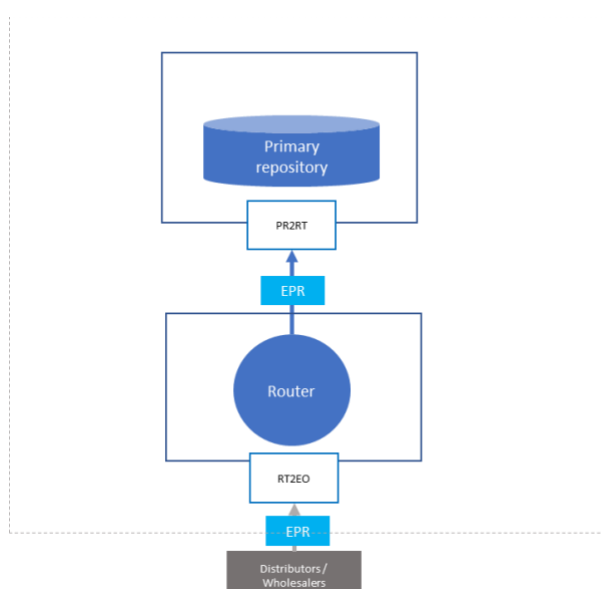 Primary
repository
PR2RT
EPR
Router
RT2EO
EPR
Distributors /
Wholesalers